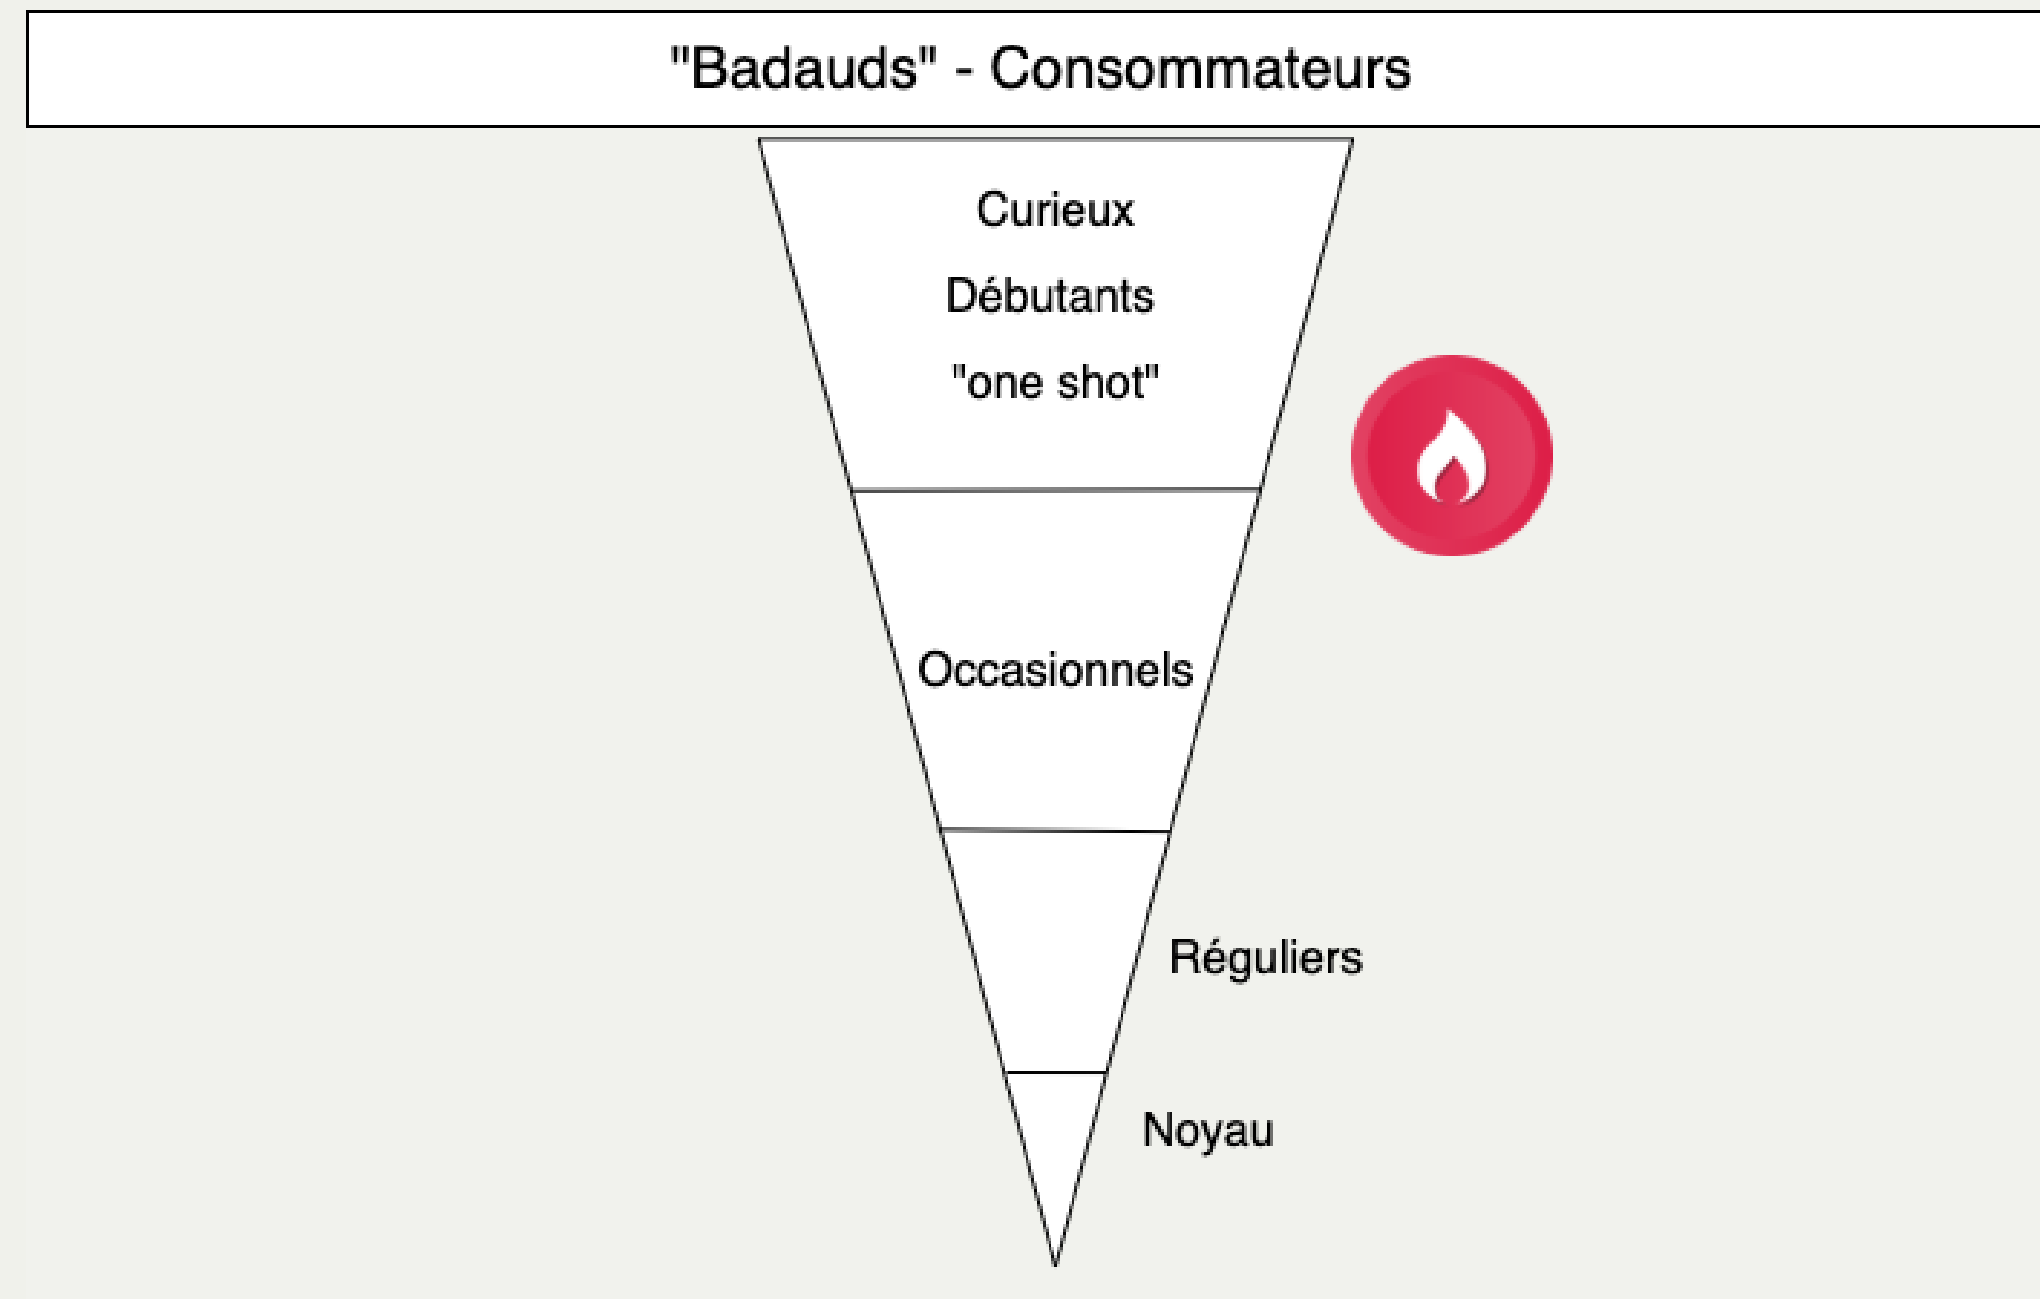 "Badauds" - Consommateurs
Curieux
Débutants
"one shot"
Occasionnels
Réguliers
Noyau